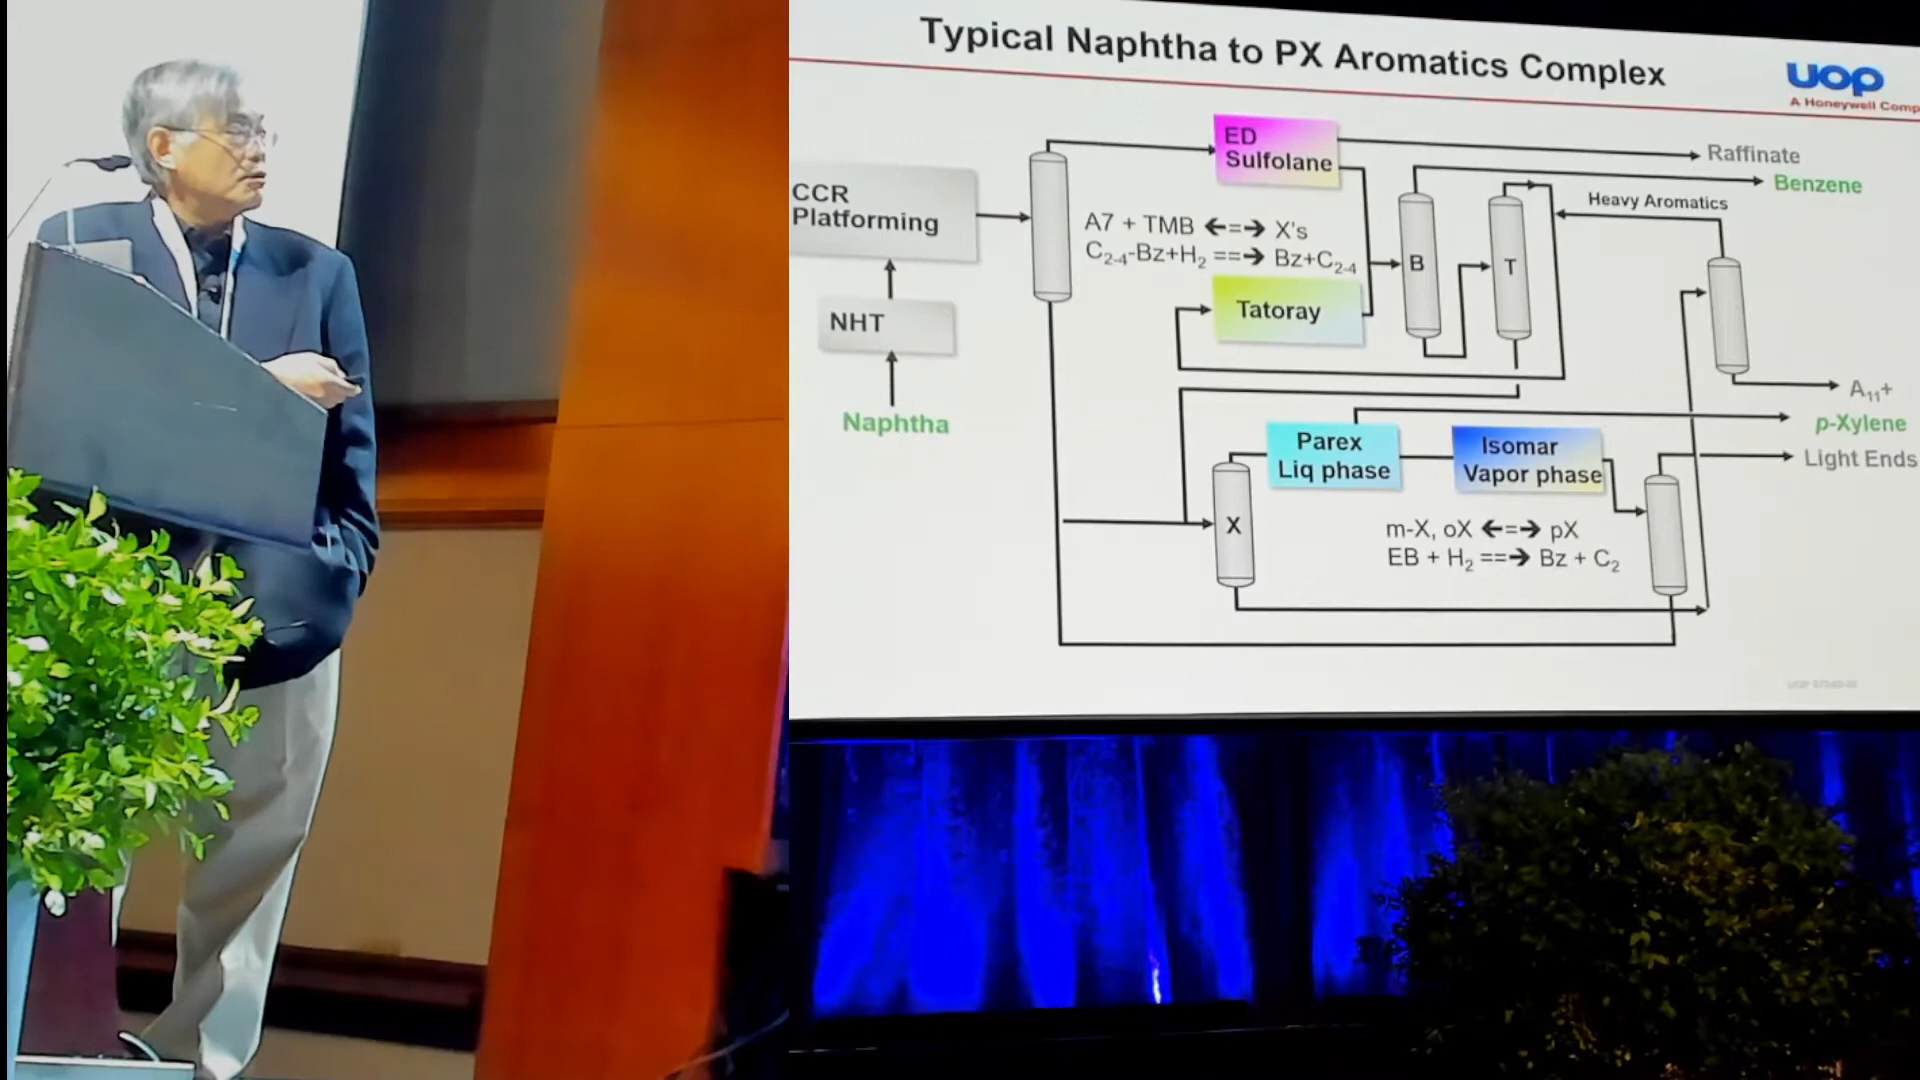 Typical Naphtha to PX Aromatics Complex
uop
A Honeywell Comp
ED
Sulfolane
Raffinate
Benzene
CCR
Platforming
Heavy Aromatics
A7 + TMB ←=→ X's
C2-4-Bz+H2 ==→ Bz+C2-4
B
T
Tatoray
NHT
Naphtha
A11+
p-Xylene
Light Ends
Parex
Liq phase
Isomar
Vapor phase
X
m-X, oX ←=→ pX
EB + H2 ==→ Bz + C2